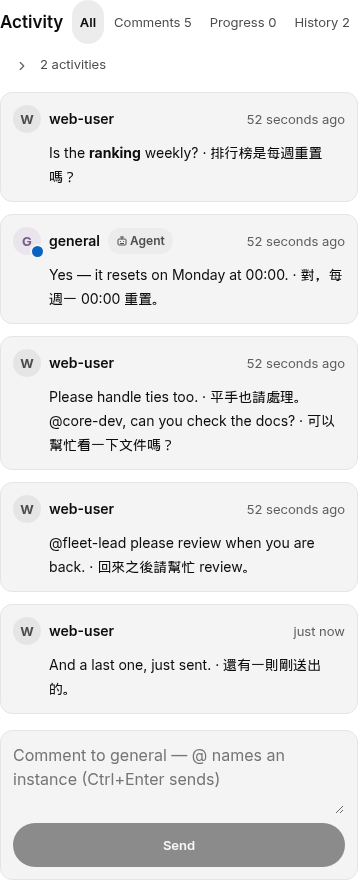 Activity All Comments 5 Progress 0 History 2
2 activities
W web-user 52 seconds ago
Is the ranking weekly? · 排行榜是每週重置
嗎？
G general Agent 52 seconds ago
Yes — it resets on Monday at 00:00. · 對，每
週一 00:00 重置。
W web-user 52 seconds ago
Please handle ties too. · 平手也請處理。
@core-dev, can you check the docs? · 可以
幫忙看一下文件嗎？
W web-user 52 seconds ago
@fleet-lead please review when you are
back. · 回來之後請幫忙 review。
W web-user just now
And a last one, just sent. · 還有一則剛送出
的。
Comment to general — @ names an
instance (Ctrl+Enter sends)
Send